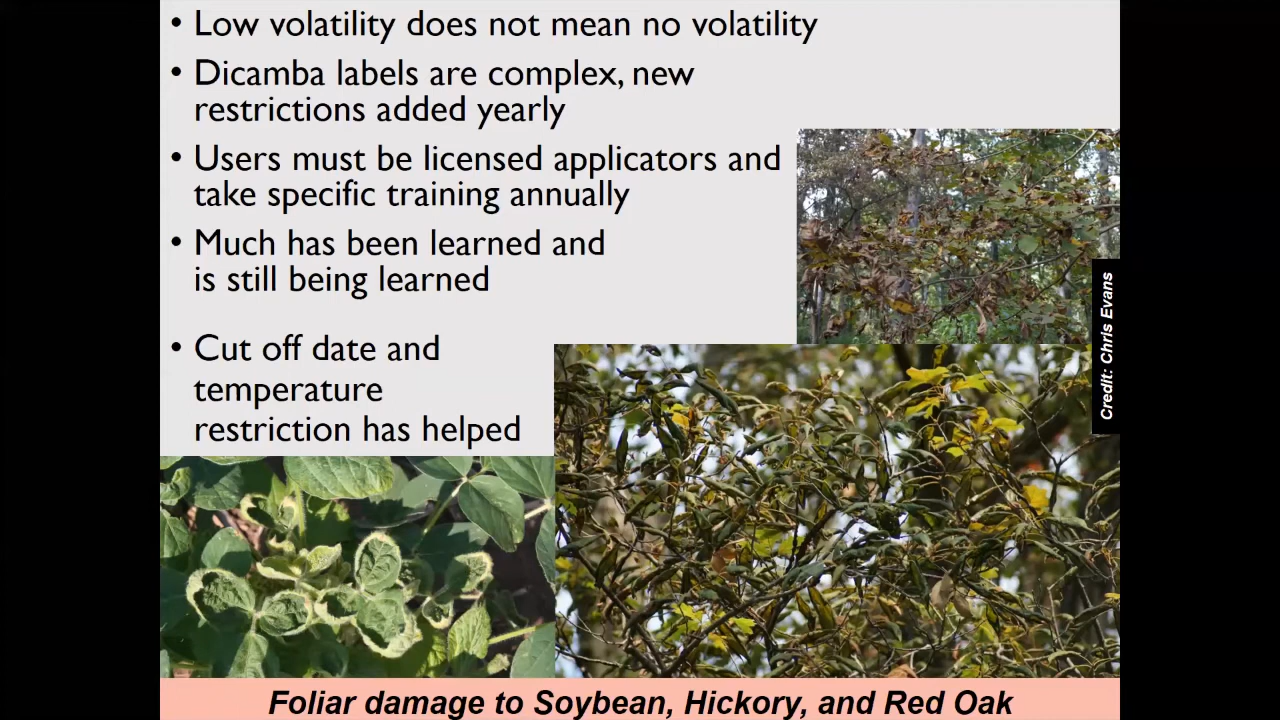 • Low volatility does not mean no volatility
• Dicamba labels are complex, new
restrictions added yearly
• Users must be licensed applicators and
take specific training annually
• Much has been learned and
is still being learned
• Cut off date and
temperature
restriction has helped
Credit: Chris Evans
Foliar damage to Soybean, Hickory, and Red Oak